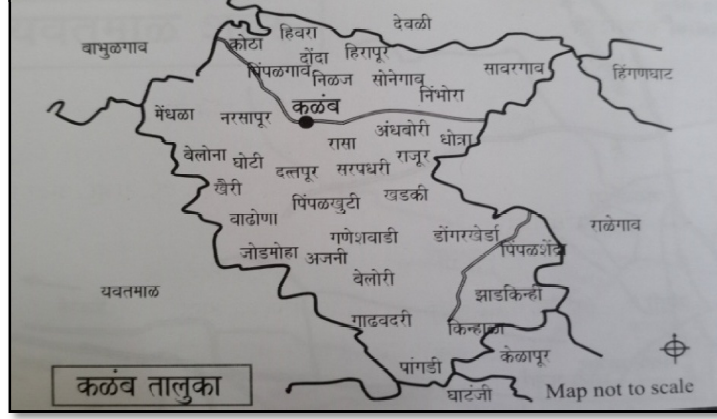 देवळी
हिवरा
कोठा
दोंदा हिरापूर
वाभुळगाव
पिंपळगाव निळज सोनेगाव सावरगाव हिंगणघाट
निंभोरा
कळंब
मेंधळा नरसापूर
अंधबोरी धोत्रा
रासा
बेलोना घोटी दत्तपूर सरपधरी राजूर
खैरी पिंपळखुटी खडकी
वाढोणा
गणेशवाडी डोंगरखेर्डा राळेगाव
जोडमोहा अजनी पिंपळशेंडा
बेलोरी
यवतमाळ झाडकिन्ही
गाढवदरी किन्हाळा
पांगडी केळापूर
कळंब तालुका घाटंजी Map not to scale